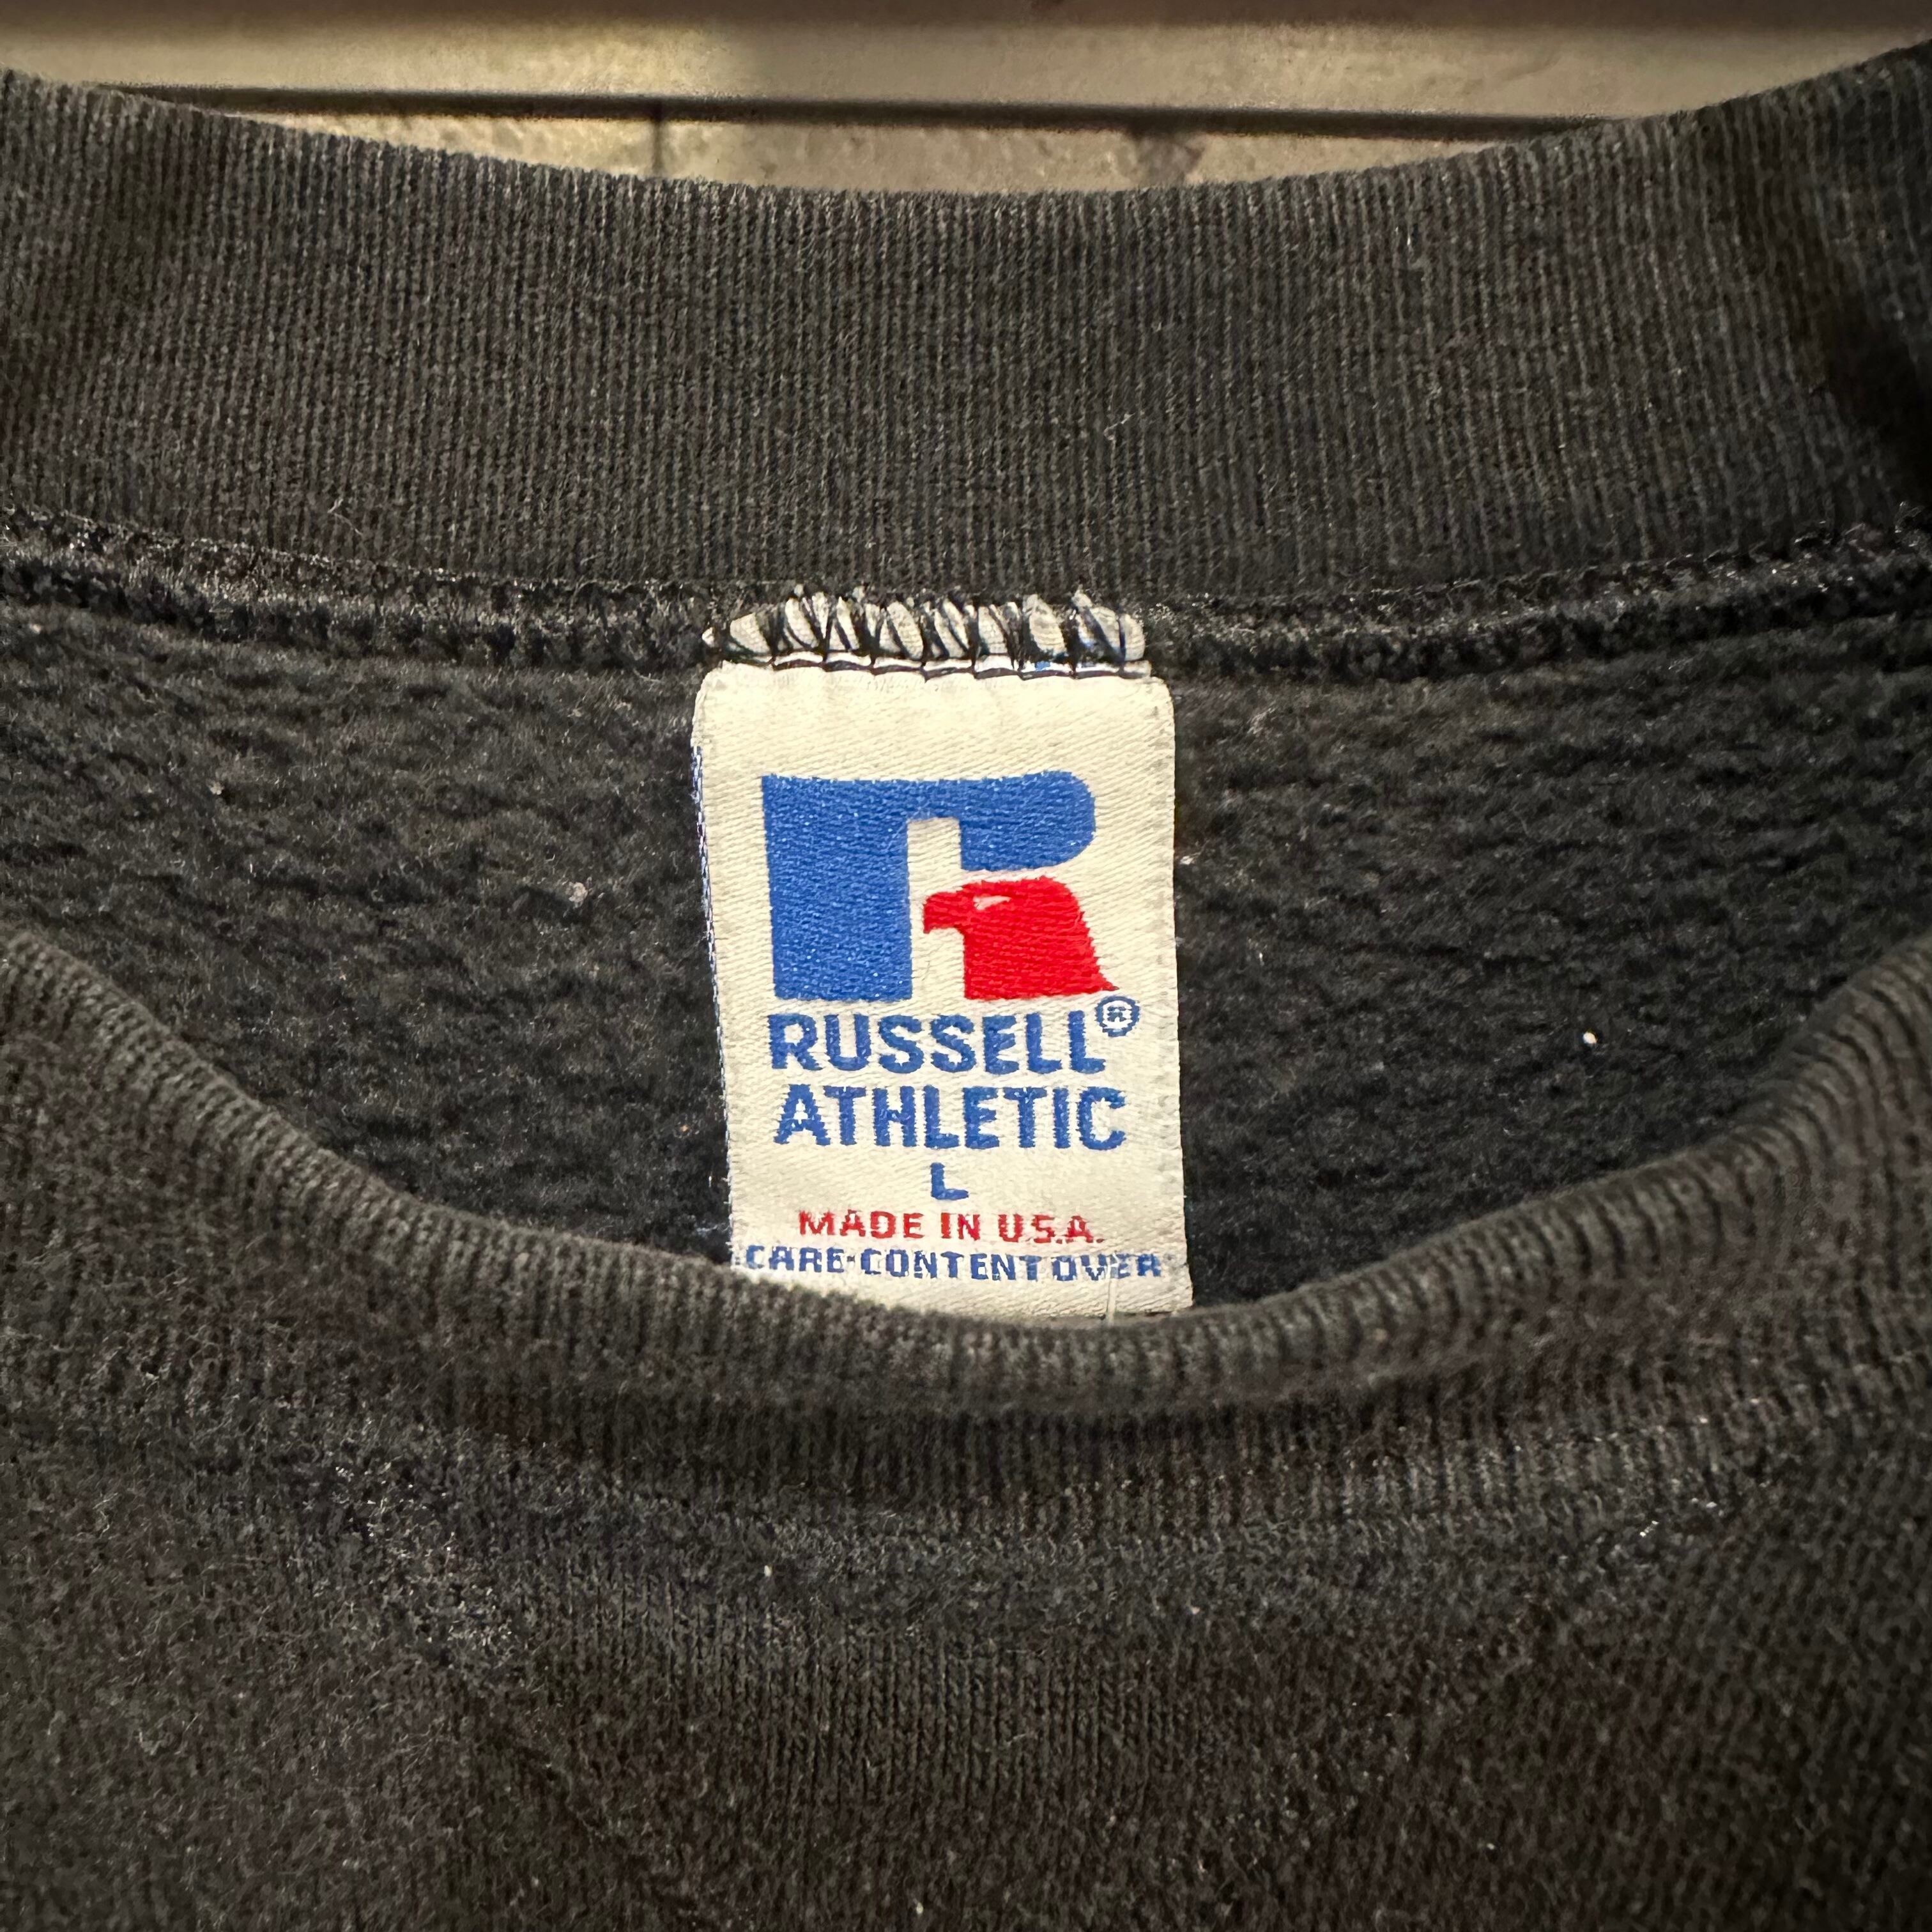 RUSSELL®
ATHLETIC
L
MADE IN U.S.A.
CARE·CONTENT OVER